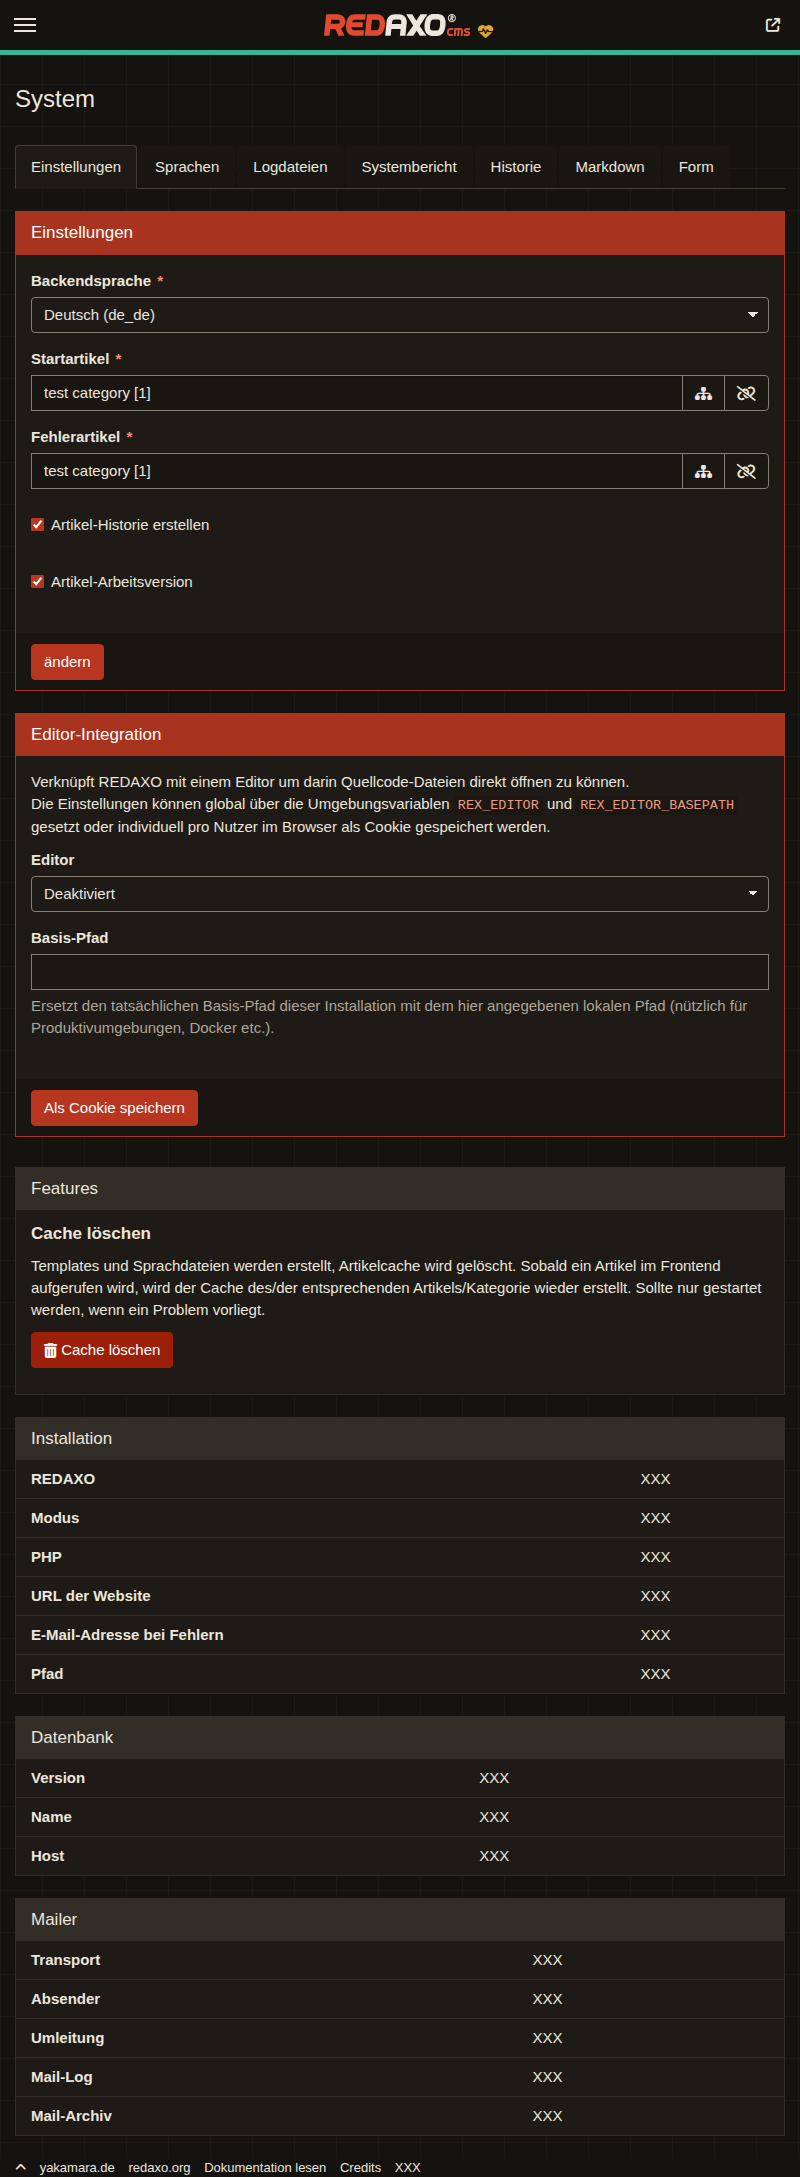 REDAXO® cms
System
Einstellungen Sprachen Logdateien Systembericht Historie Markdown Form
Einstellungen
Backendsprache *
Deutsch (de_de)
Startartikel *
test category [1]
Fehlerartikel *
test category [1]
Artikel-Historie erstellen
Artikel-Arbeitsversion
ändern
Editor-Integration
Verknüpft REDAXO mit einem Editor um darin Quellcode-Dateien direkt öffnen zu können.
Die Einstellungen können global über die Umgebungsvariablen REX_EDITOR und REX_EDITOR_BASEPATH
gesetzt oder individuell pro Nutzer im Browser als Cookie gespeichert werden.
Editor
Deaktiviert
Basis-Pfad
Ersetzt den tatsächlichen Basis-Pfad dieser Installation mit dem hier angegebenen lokalen Pfad (nützlich für
Produktivumgebungen, Docker etc.).
Als Cookie speichern
Features
Cache löschen
Templates und Sprachdateien werden erstellt, Artikelcache wird gelöscht. Sobald ein Artikel im Frontend
aufgerufen wird, wird der Cache des/der entsprechenden Artikels/Kategorie wieder erstellt. Sollte nur gestartet
werden, wenn ein Problem vorliegt.
Cache löschen
Installation
REDAXO XXX
Modus XXX
PHP XXX
URL der Website XXX
E-Mail-Adresse bei Fehlern XXX
Pfad XXX
Datenbank
Version XXX
Name XXX
Host XXX
Mailer
Transport XXX
Absender XXX
Umleitung XXX
Mail-Log XXX
Mail-Archiv XXX
yakamara.de redaxo.org Dokumentation lesen Credits XXX